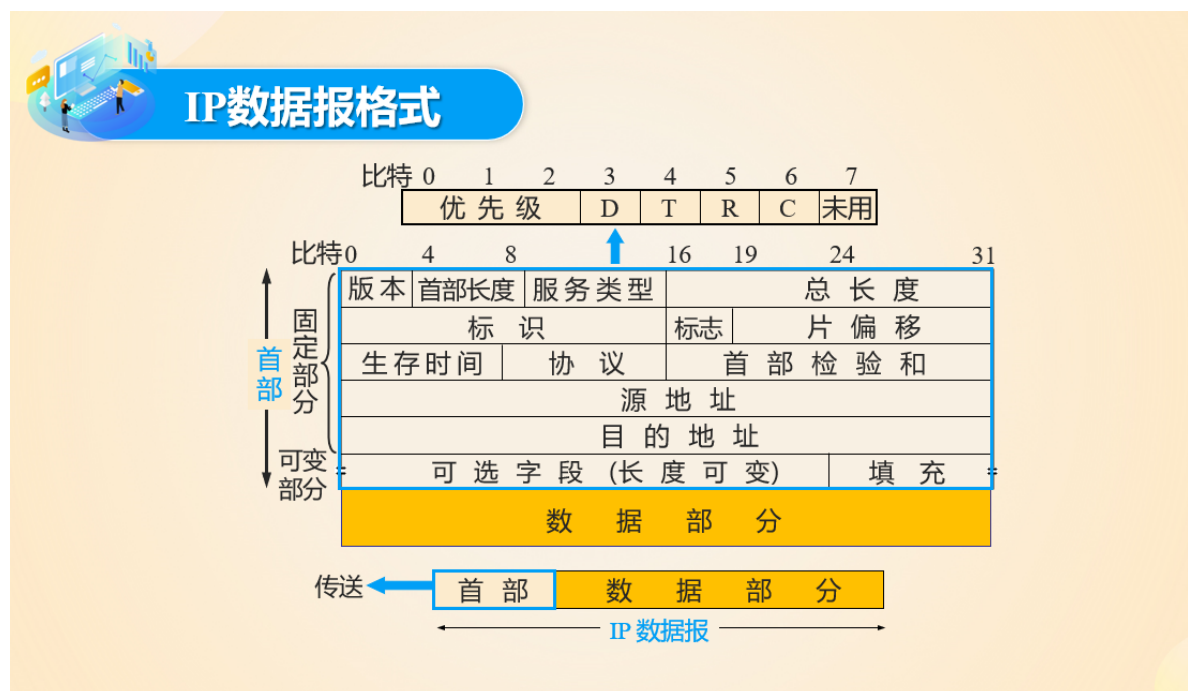 IP数据报格式
比特 0 1 2 3 4 5 6 7
优先级 D T R C 未用
比特0 4 8 16 19 24 31
版本 首部长度 服务类型 总长度
标识 标志 片偏移
生存时间 协议 首部检验和
源地址
目的地址
可选字段 (长度可变) 填充
数据部分
首部
固定部分
可变
部分
传送 首部 数据部分
IP 数据报